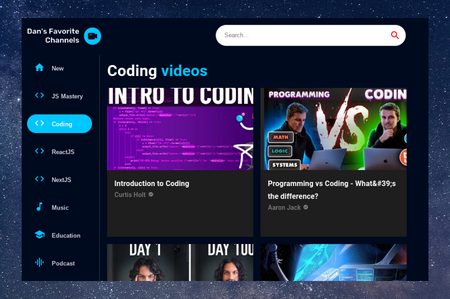 Dan's Favorite
Channels
Search...
New
JS Mastery
Coding
ReactJS
NextJS
Music
Education
Podcast
Coding videos
INTRO TO CODIN
Introduction to Coding
Curtis Holt
PROGRAMMING
CODIN
VS
MATH
LOGIC
SYSTEMS
Programming vs Coding - What&#39;s
the difference?
Aaron Jack
DAY 1
DAY 100